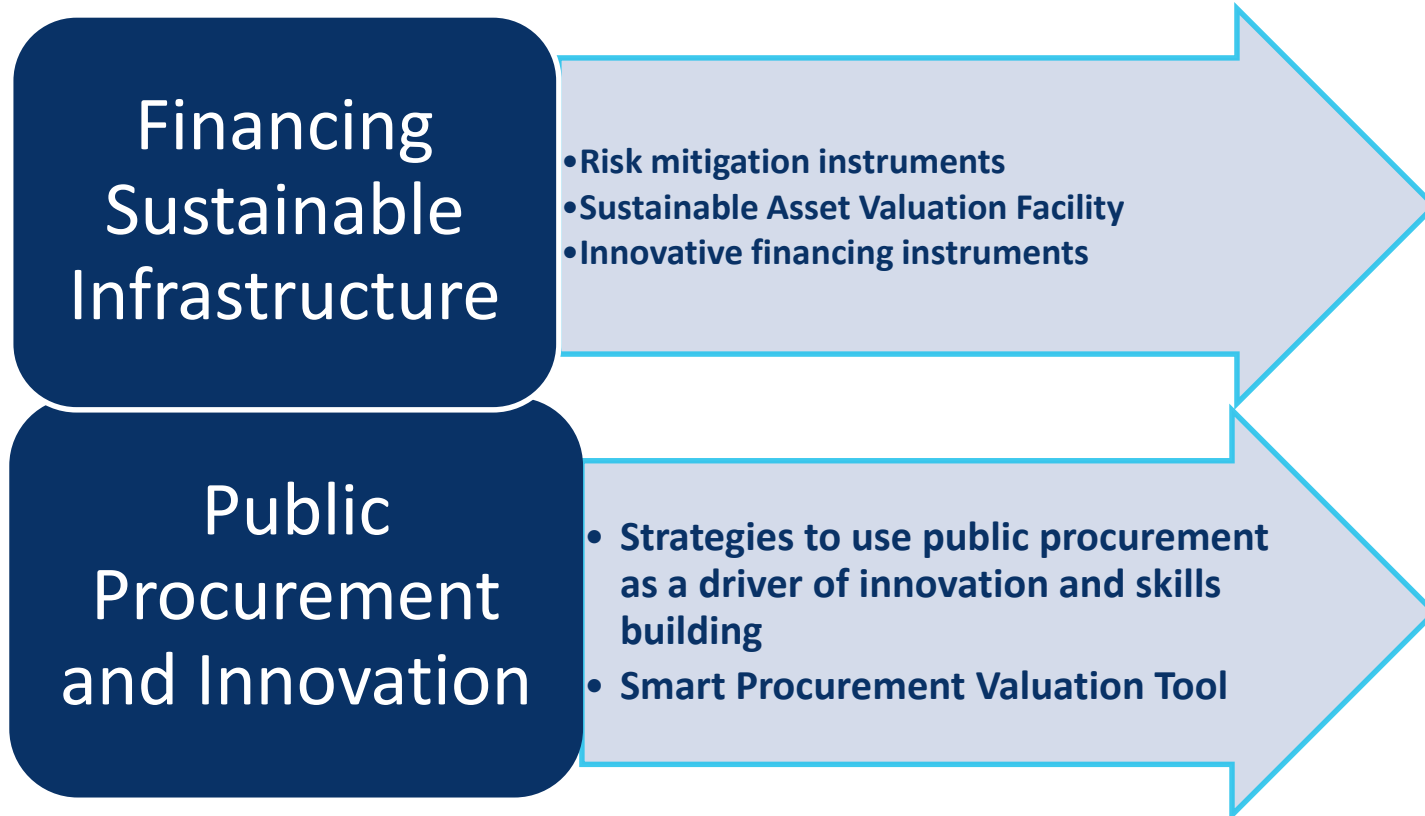 Financing
Sustainable
Infrastructure
•Risk mitigation instruments
•Sustainable Asset Valuation Facility
•Innovative financing instruments
Public
Procurement
and Innovation
• Strategies to use public procurement
as a driver of innovation and skills
building
• Smart Procurement Valuation Tool